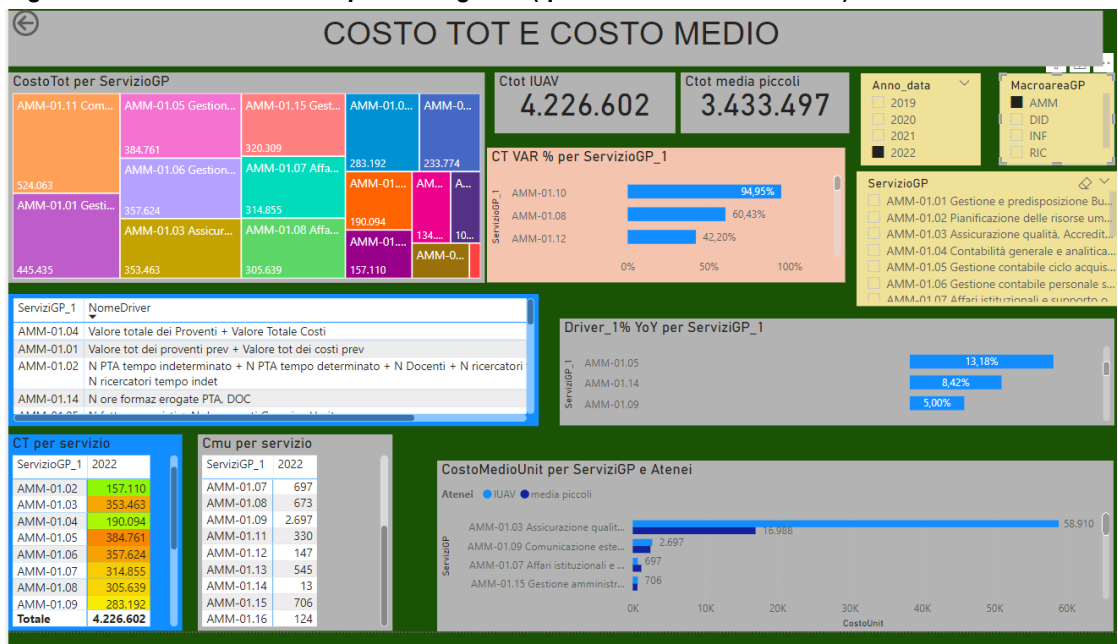 COSTO TOT E COSTO MEDIO
CostoTot per ServizioGP
AMM-01.11 Com...
524.063
AMM-01.01 Gesti...
445.435
AMM-01.05 Gestion...
384.761
AMM-01.06 Gestion...
357.624
AMM-01.03 Assicur...
353.463
AMM-01.15 Gest...
320.309
AMM-01.07 Affa...
314.855
AMM-01.08 Affa...
305.639
AMM-01.0...
283.192
AMM-0...
233.774
AMM-01....
190.094
AM...
134....
A...
10...
AMM-01....
157.110
AMM-0...
Ctot IUAV
4.226.602
Ctot media piccoli
3.433.497
Anno_data
2019
2020
2021
2022
MacroareaGP
AMM
DID
INF
RIC
CT VAR % per ServizioGP_1
ServizioGP_1
AMM-01.10
94,95%
AMM-01.08
60,43%
AMM-01.12
42,20%
0%
50%
100%
ServizioGP
AMM-01.01 Gestione e predisposizione Bu...
AMM-01.02 Pianificazione delle risorse um...
AMM-01.03 Assicurazione qualità, Accredit...
AMM-01.04 Contabilità generale e analitica...
AMM-01.05 Gestione contabile ciclo acquis...
AMM-01.06 Gestione contabile personale s...
AMM-01.07 Affari istituzionali e supporto o...
ServiziGP_1 NomeDriver
AMM-01.04 Valore totale dei Proventi + Valore Totale Costi
AMM-01.01 Valore tot dei proventi prev + Valore tot dei costi prev
AMM-01.02 N PTA tempo indeterminato + N PTA tempo determinato + N Docenti + N ricercatori
N ricercatori tempo indet
AMM-01.14 N ore formaz erogate PTA, DOC
Driver_1% YoY per ServiziGP_1
ServiziGP_1
AMM-01.05
13,18%
AMM-01.14
8,42%
AMM-01.09
5,00%
CT per servizio
ServizioGP_1 2022
AMM-01.02 157.110
AMM-01.03 353.463
AMM-01.04 190.094
AMM-01.05 384.761
AMM-01.06 357.624
AMM-01.07 314.855
AMM-01.08 305.639
AMM-01.09 283.192
Totale 4.226.602
Cmu per servizio
ServiziGP_1 2022
AMM-01.07 697
AMM-01.08 673
AMM-01.09 2.697
AMM-01.11 330
AMM-01.12 147
AMM-01.13 545
AMM-01.14 13
AMM-01.15 706
AMM-01.16 124
CostoMedioUnit per ServiziGP e Atenei
Atenei IUAV media piccoli
ServiziGP
AMM-01.03 Assicurazione qualit...
58.910
16.988
AMM-01.09 Comunicazione este...
2.697
AMM-01.07 Affari istituzionali e ...
697
AMM-01.15 Gestione amministr...
706
0K
10K
20K
30K
40K
50K
60K
CostoUnit